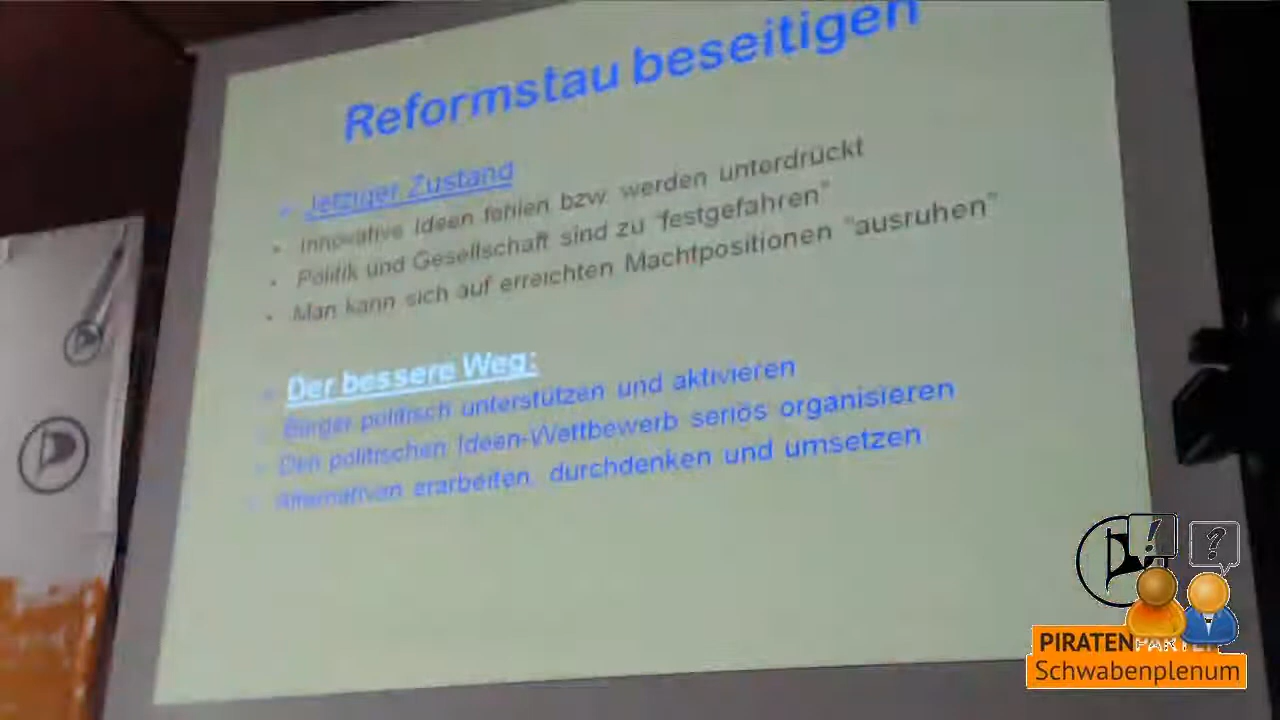 Reformstau beseitigen
Jetziger Zustand
• Innovative Ideen fehlen bzw. werden unterdrückt
• Politik und Gesellschaft sind zu "festgefahren"
• Man kann sich auf erreichten Machtpositionen "ausruhen"
Der bessere Weg:
Bürger politisch unterstützen und aktivieren
Den politischen Ideen-Wettbewerb seriös organisieren
Alternativen erarbeiten, durchdenken und umsetzen
! ?
PIRATENPARTEI
Schwabenplenum